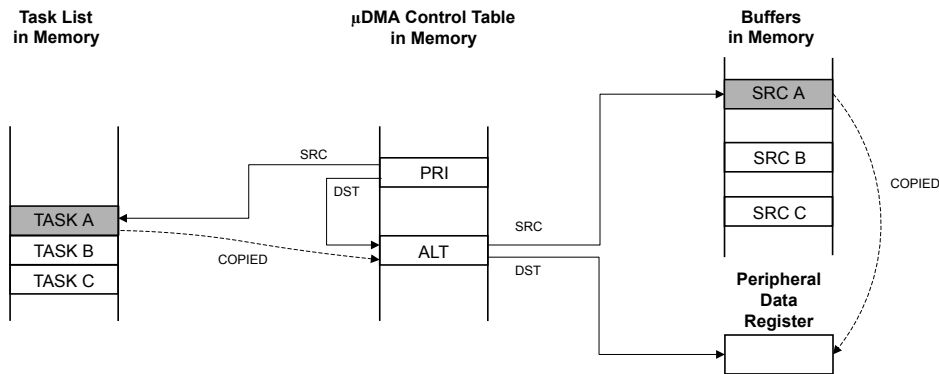 Task List
in Memory
μDMA Control Table
in Memory
Buffers
in Memory
SRC A
SRC
PRI
SRC B
DST
COPIED
TASK A
SRC C
SRC
TASK B
COPIED
ALT
DST
TASK C
Peripheral
Data
Register